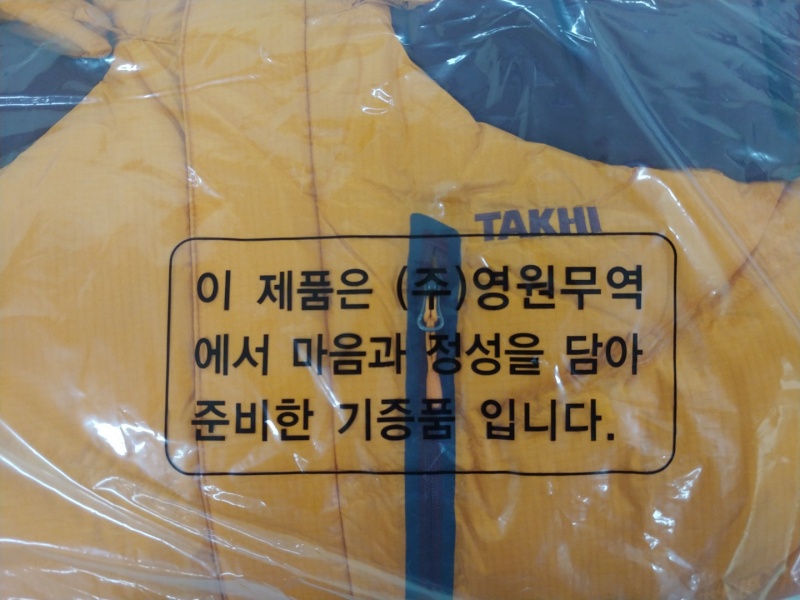 TAKHI
이 제품은 (주)영원무역
에서 마음과 정성을 담아
준비한 기증품 입니다.